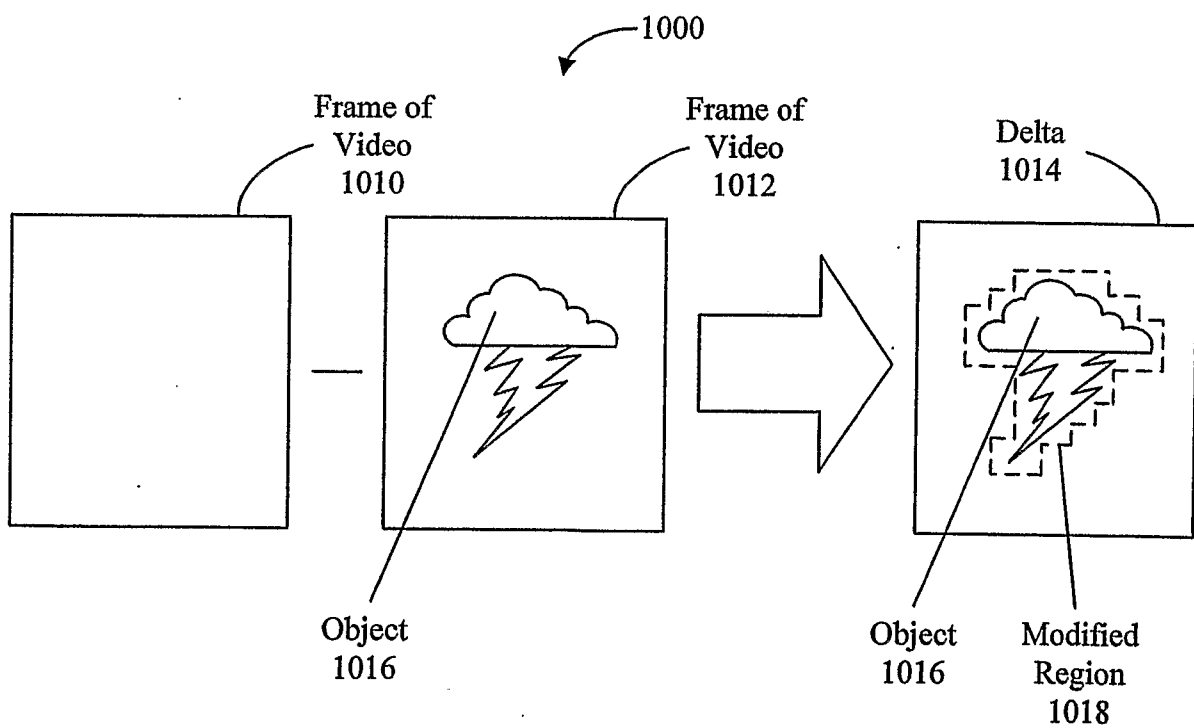 1000
Frame of
Video
1010
Frame of
Video
1012
Delta
1014
Object
1016
Object
1016
Modified
Region
1018